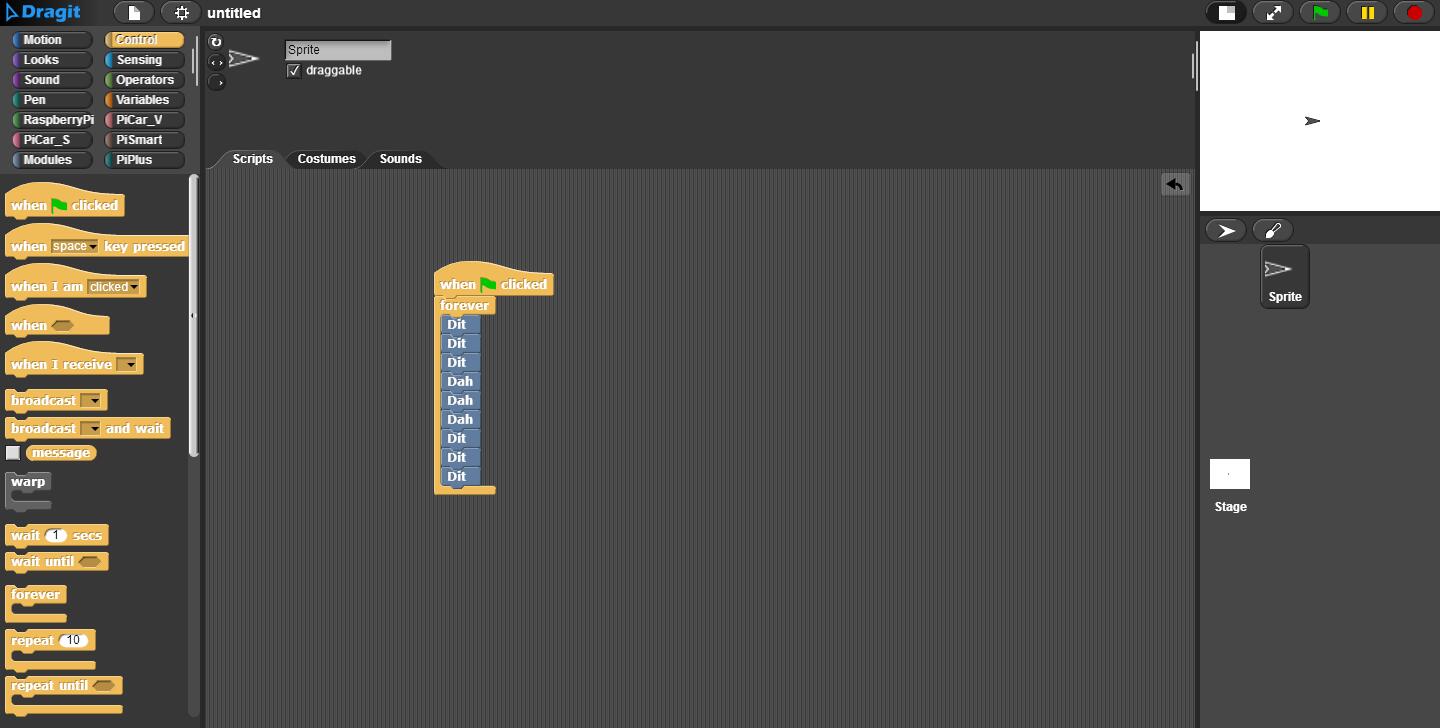 Dragit
untitled
Motion
Control
Looks
Sensing
Sound
Operators
Pen
Variables
RaspberryPi
PiCar_V
PiCar_S
PiSmart
Modules
PiPlus
when clicked
when space key pressed
when I am clicked
when
when I receive
broadcast
broadcast and wait
message
warp
wait 1 secs
wait until
forever
repeat 10
repeat until
Sprite
draggable
Scripts
Costumes
Sounds
when clicked
forever
Dit
Dit
Dit
Dah
Dah
Dah
Dit
Dit
Dit
Sprite
Stage